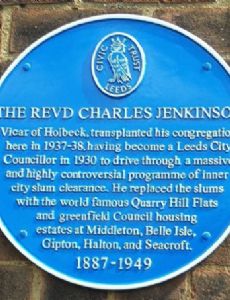 CIVIC
TRUST
LEEDS
THE REVD CHARLES JENKINSO
Vicar of Holbeck, transplanted his congregatio
here in 1937-38, having become a Leeds City
Councillor in 1930 to drive through a massive
and highly controversial programme of inner
city slum clearance. He replaced the slums
with the world famous Quarry Hill Flats
and greenfield Council housing
estates at Middleton, Belle Isle,
Gipton, Halton, and Seacroft.
1887-1949